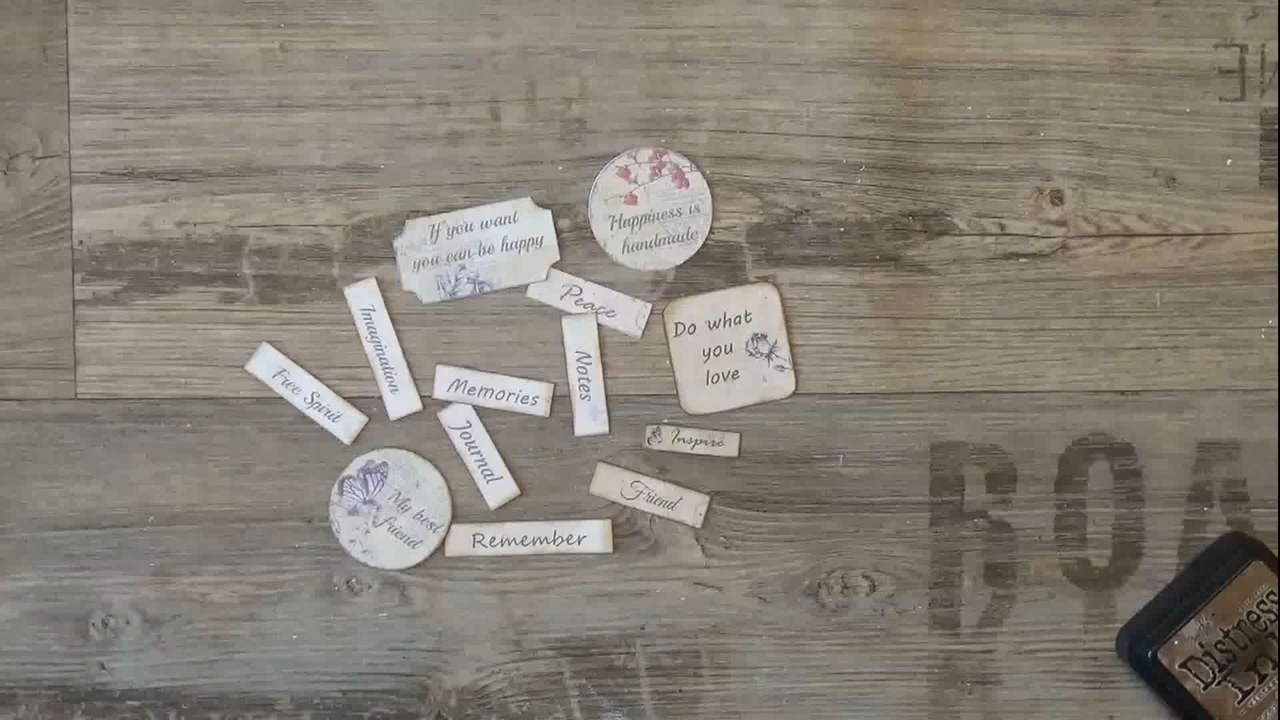 Happiness is
handmade
If you want
you can be happy
Peace
Imagination
Do what
you
love
Notes
Free Spirit
Memories
Journal
Inspire
My best
friend
Friend
Remember
BOA
Distress